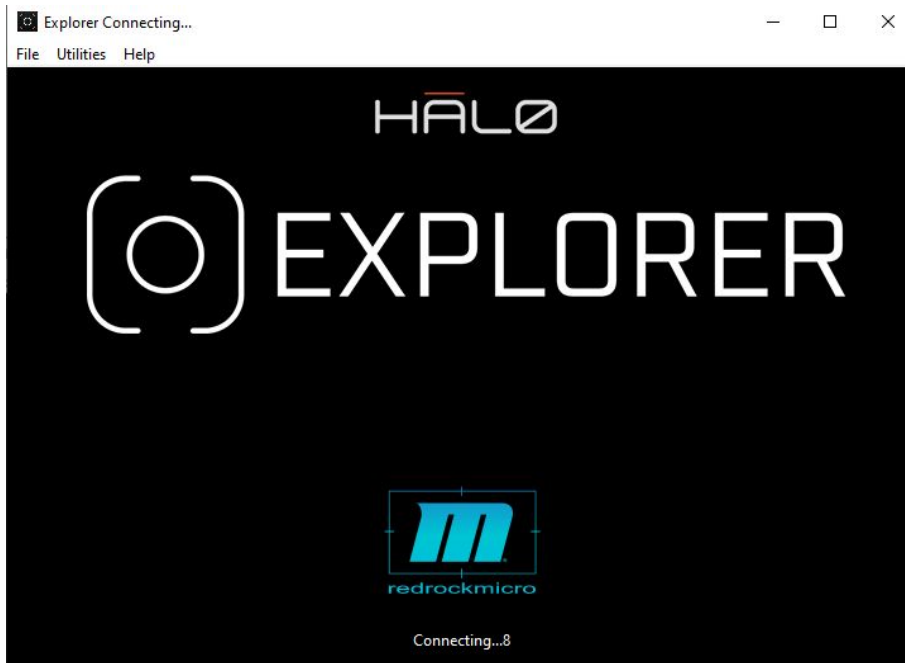 Explorer Connecting...
File Utilities Help
HĀLØ
EXPLORER
m
redrockmicro
Connecting...8